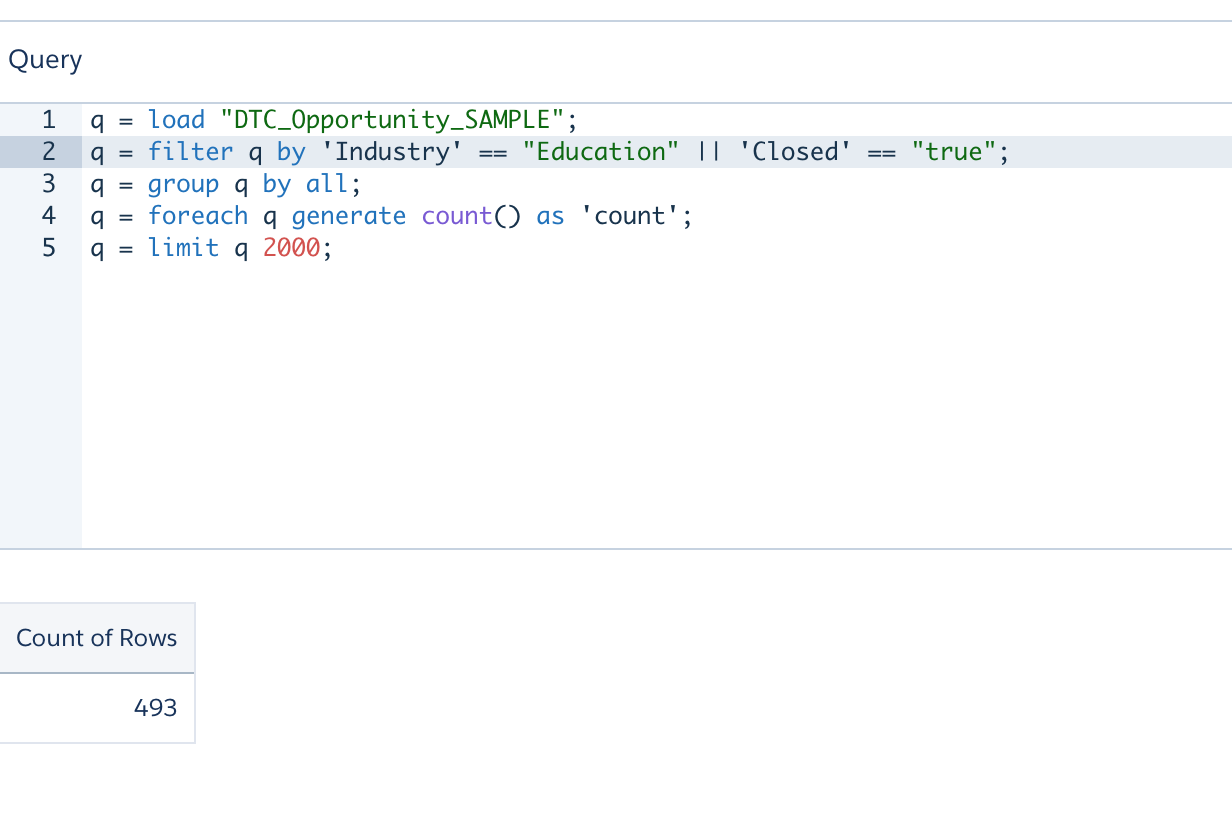 Query
1 q = load "DTC_Opportunity_SAMPLE";
2 q = filter q by 'Industry' == "Education" || 'Closed' == "true";
3 q = group q by all;
4 q = foreach q generate count() as 'count';
5 q = limit q 2000;
Count of Rows
493